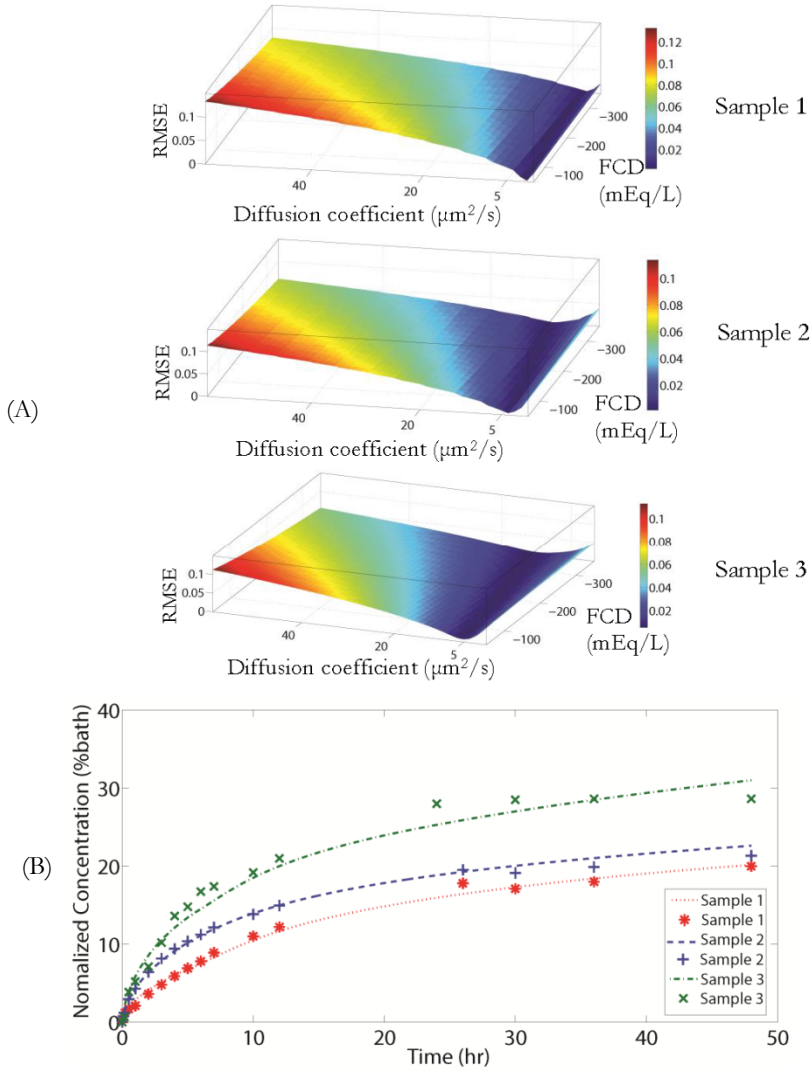 (A)
Sample 1
RMSE
0.1
0.05
0
40
20
5
Diffusion coefficient (µm²/s)
−300
−200
−100
FCD
(mEq/L)
0.12
0.1
0.08
0.06
0.04
0.02
Sample 2
RMSE
0.1
0.05
0
40
20
5
Diffusion coefficient (µm²/s)
−300
−200
−100
FCD
(mEq/L)
0.1
0.08
0.06
0.04
0.02
Sample 3
RMSE
0.1
0.05
0
40
20
5
Diffusion coefficient (µm²/s)
−300
−200
−100
FCD
(mEq/L)
0.1
0.08
0.06
0.04
0.02
(B)
Nomalized Concentration (%bath)
40
30
20
10
0
0
10
20
30
40
50
Time (hr)
Sample 1
Sample 1
Sample 2
Sample 2
Sample 3
Sample 3